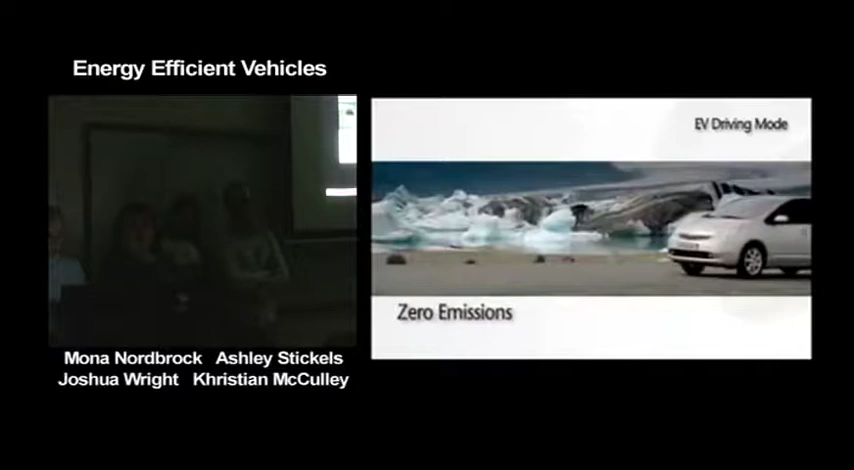 Energy Efficient Vehicles
EV Driving Mode
Zero Emissions
Mona Nordbrock Ashley Stickels
Joshua Wright Khristian McCulley